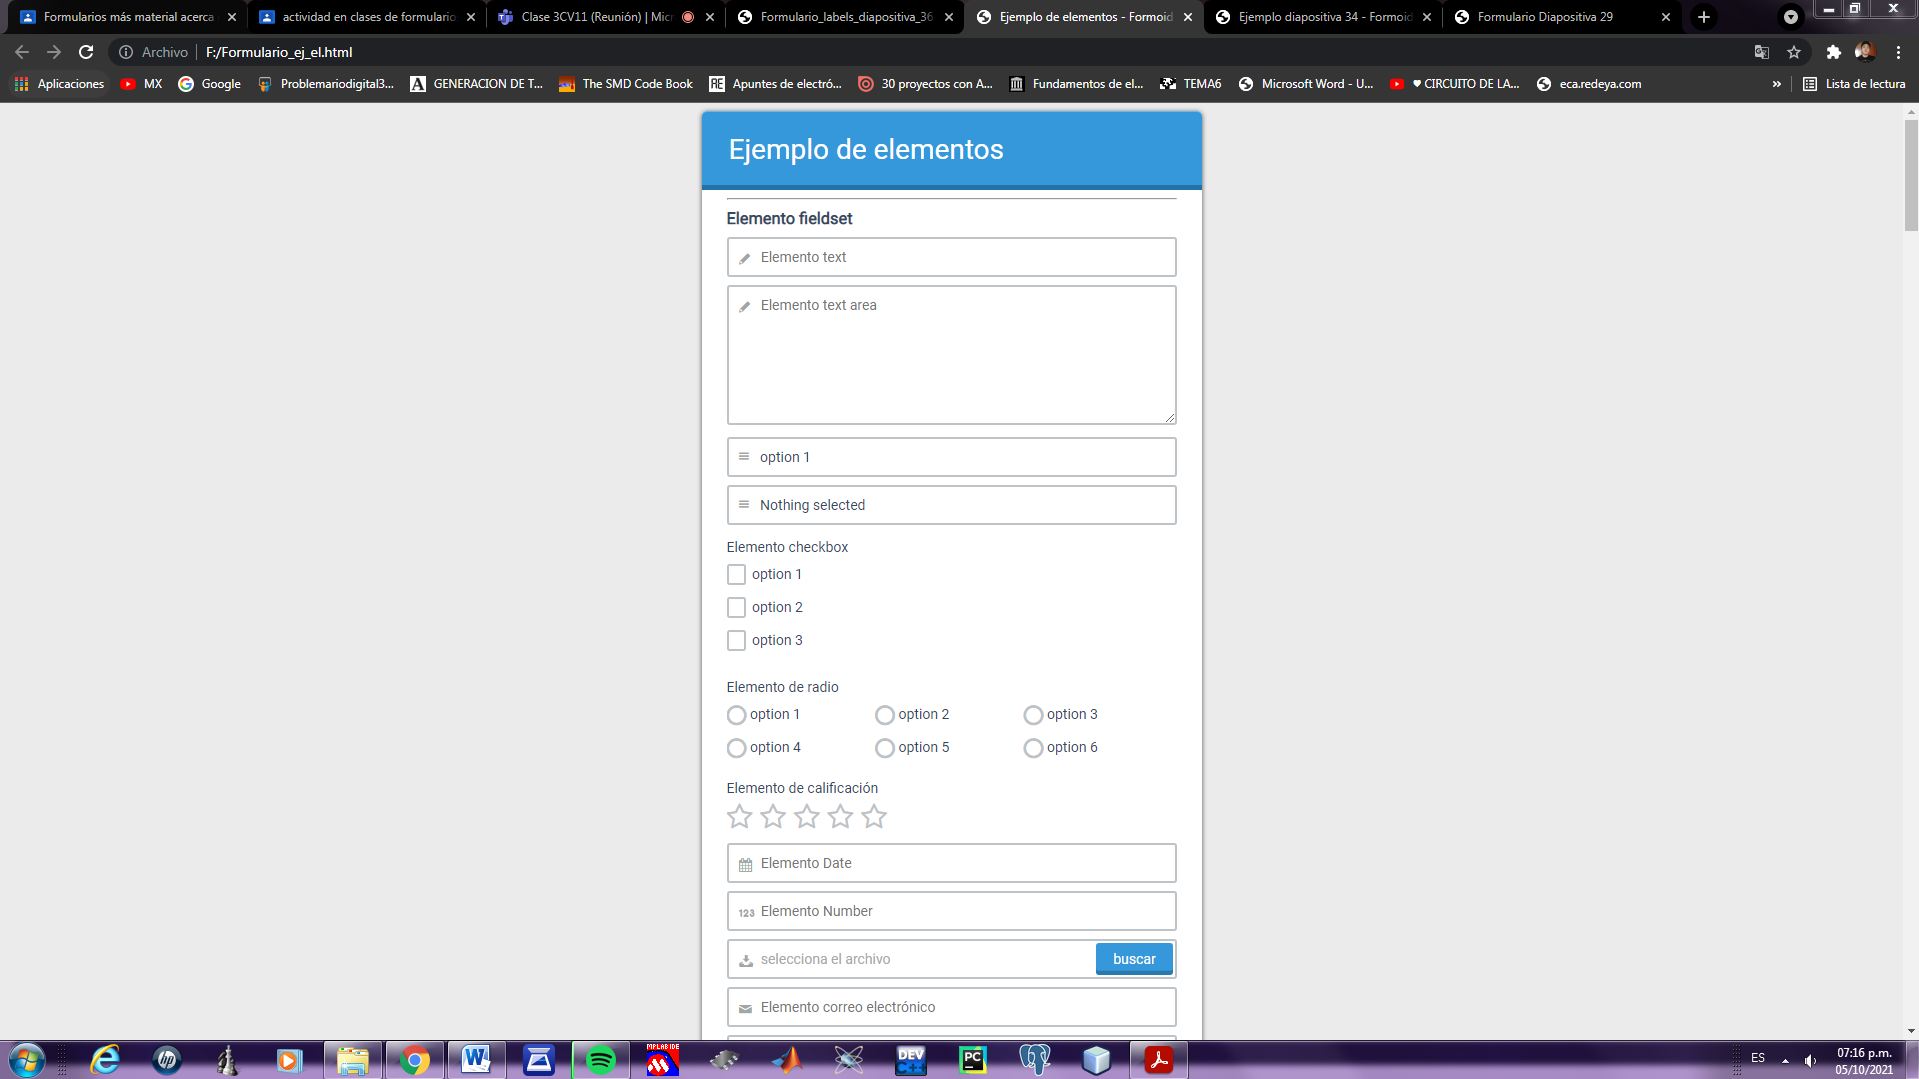 Formularios más material acerca
actividad en clases de formulario
Clase 3CV11 (Reunión) | Micr
Formulario_labels_diapositiva_36
Ejemplo de elementos - Formoid
Ejemplo diapositiva 34 - Formoid
Formulario Diapositiva 29
Archivo F:/Formulario_ej_el.html
Aplicaciones
MX
Google
Problemariodigital3...
GENERACION DE T...
The SMD Code Book
Apuntes de electró...
30 proyectos con A...
Fundamentos de el...
TEMA6
Microsoft Word - U...
♥ CIRCUITO DE LA...
eca.redeya.com
»
Lista de lectura
Ejemplo de elementos
Elemento fieldset
Elemento text
Elemento text area
option 1
Nothing selected
Elemento checkbox
option 1
option 2
option 3
Elemento de radio
option 1 option 2 option 3
option 4 option 5 option 6
Elemento de calificación
Elemento Date
123 Elemento Number
selecciona el archivo buscar
Elemento correo electrónico
hp
W
MPLAB IDE
DEV C++
PC
ES
07:16 p.m.
05/10/2021